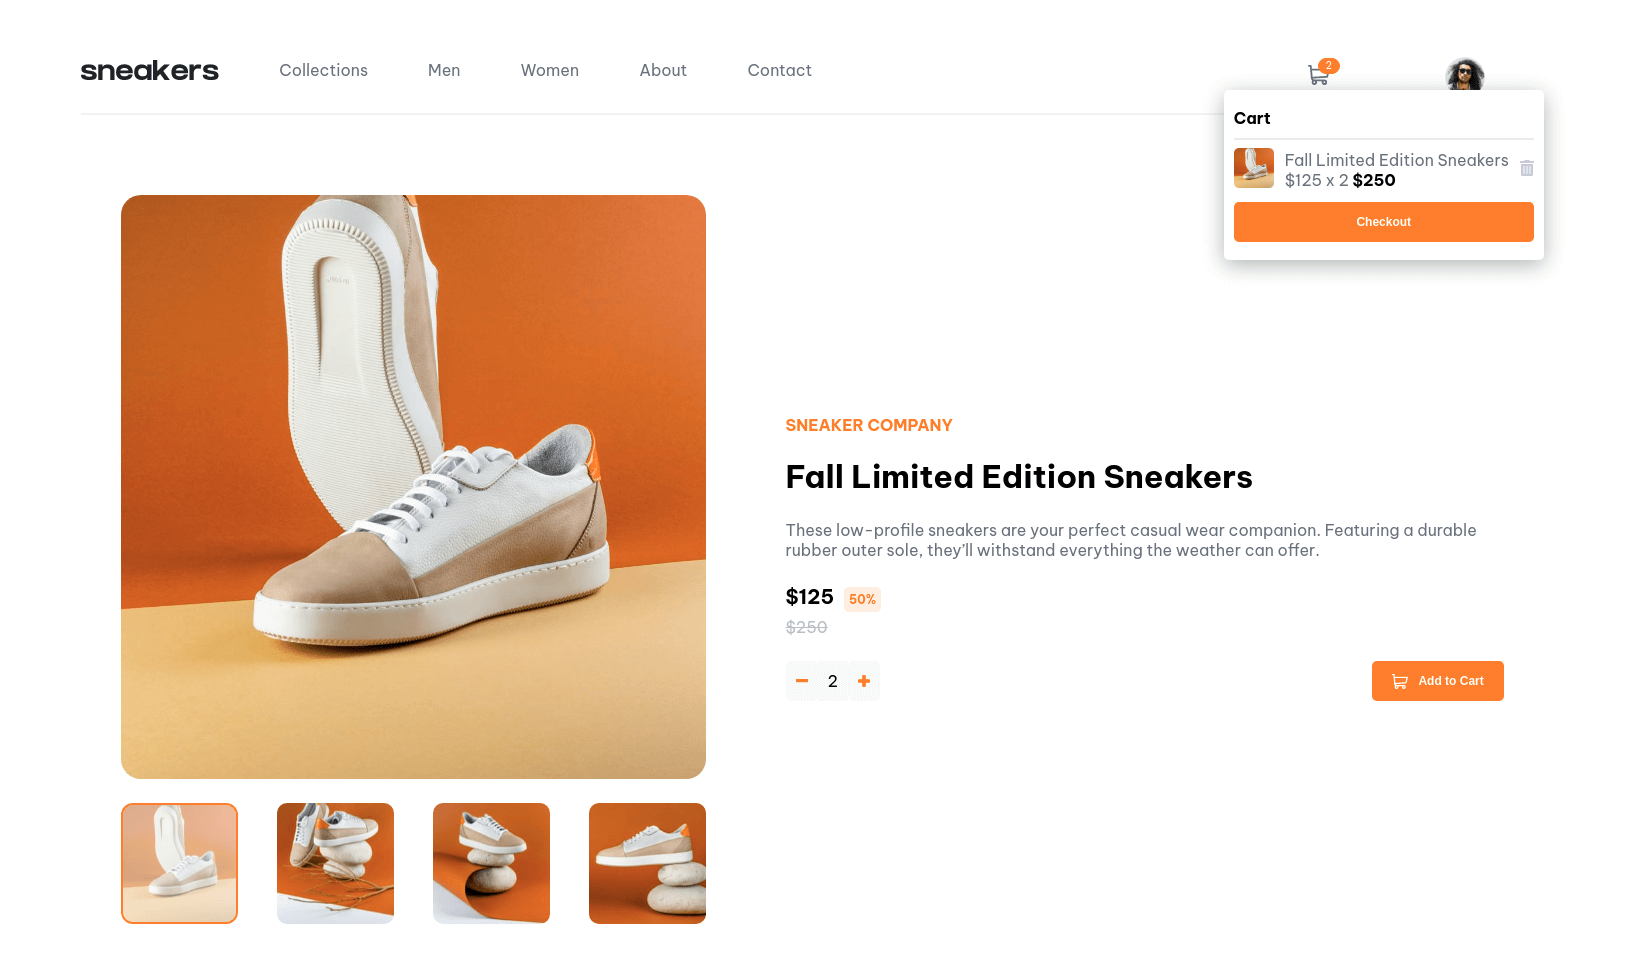 sneakers
Collections
Men
Women
About
Contact
2
Cart
Fall Limited Edition Sneakers
$125 x 2 $250
Checkout
SNEAKER COMPANY
Fall Limited Edition Sneakers
These low-profile sneakers are your perfect casual wear companion. Featuring a durable
rubber outer sole, they’ll withstand everything the weather can offer.
$125 50%
$250
2
Add to Cart